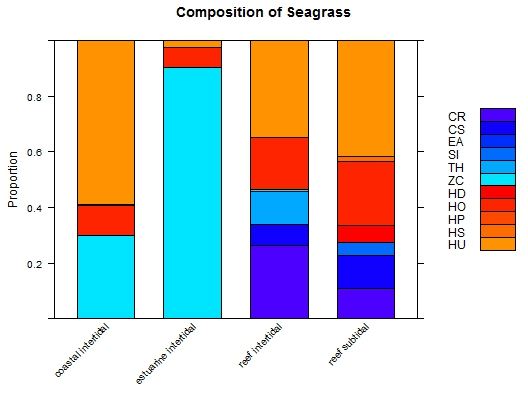 Composition of Seagrass
Proportion
0.8
0.6
0.4
0.2
coastal intertidal
estuarine intertidal
reef intertidal
reef subtidal
CR
CS
EA
SI
TH
ZC
HD
HO
HP
HS
HU